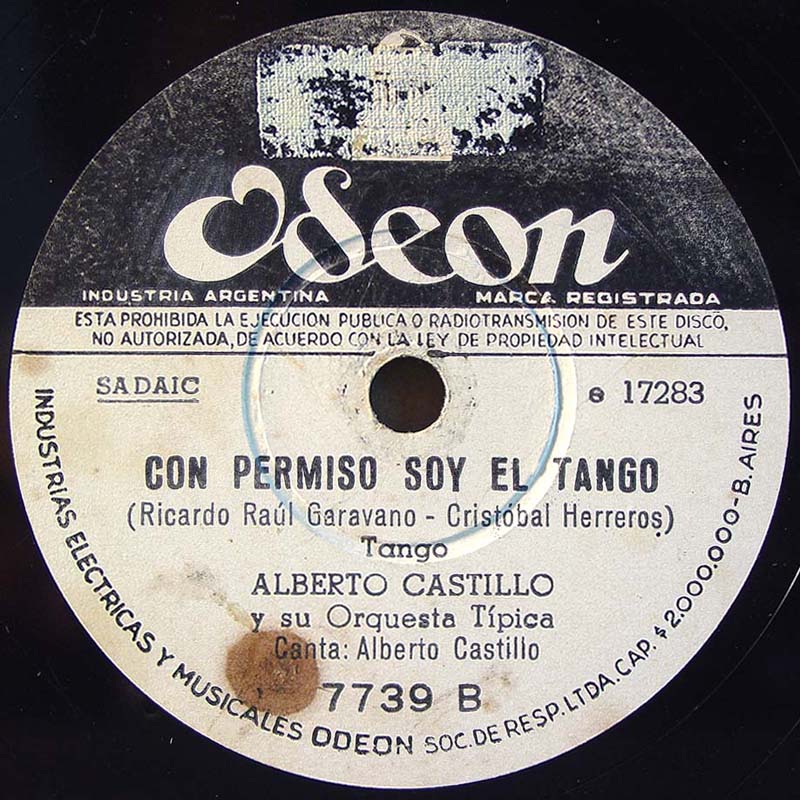 Odeon
INDUSTRIA ARGENTINA MARCA REGISTRADA
ESTA PROHIBIDA LA EJECUCION PUBLICA O RADIOTRANSMISION DE ESTE DISCO,
NO AUTORIZADA, DE ACUERDO CON LA LEY DE PROPIEDAD INTELECTUAL
SADAIC e 17283
CON PERMISO SOY EL TANGO
(Ricardo Raúl Garavano - Cristóbal Herreros)
Tango
ALBERTO CASTILLO
y su Orquesta Típica
Canta: Alberto Castillo
7739 B
INDUSTRIAS ELECTRICAS Y MUSICALES ODEON SOC. DE RESP. LTDA. CAP. $ 2.000.000-B. AIRES